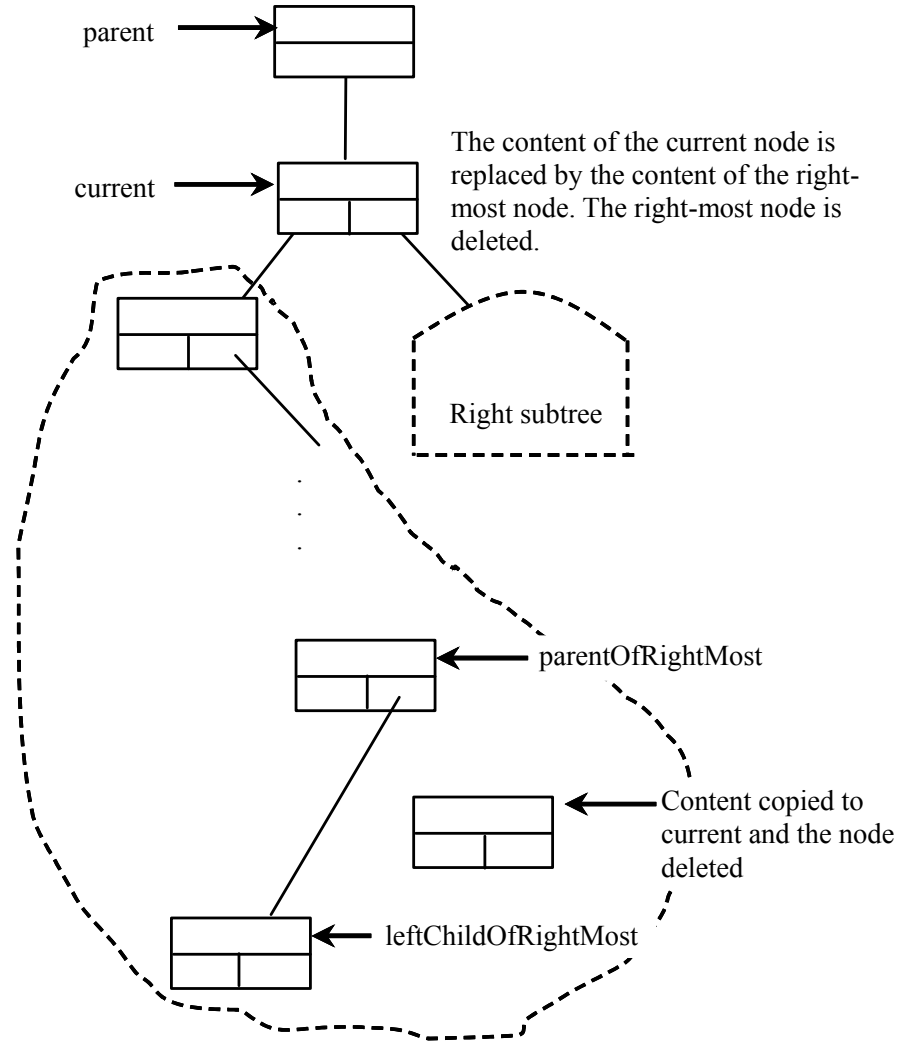 parent
The content of the current node is
replaced by the content of the right-
most node. The right-most node is
deleted.
current
Right subtree
parentOfRightMost
Content copied to
current and the node
deleted
leftChildOfRightMost